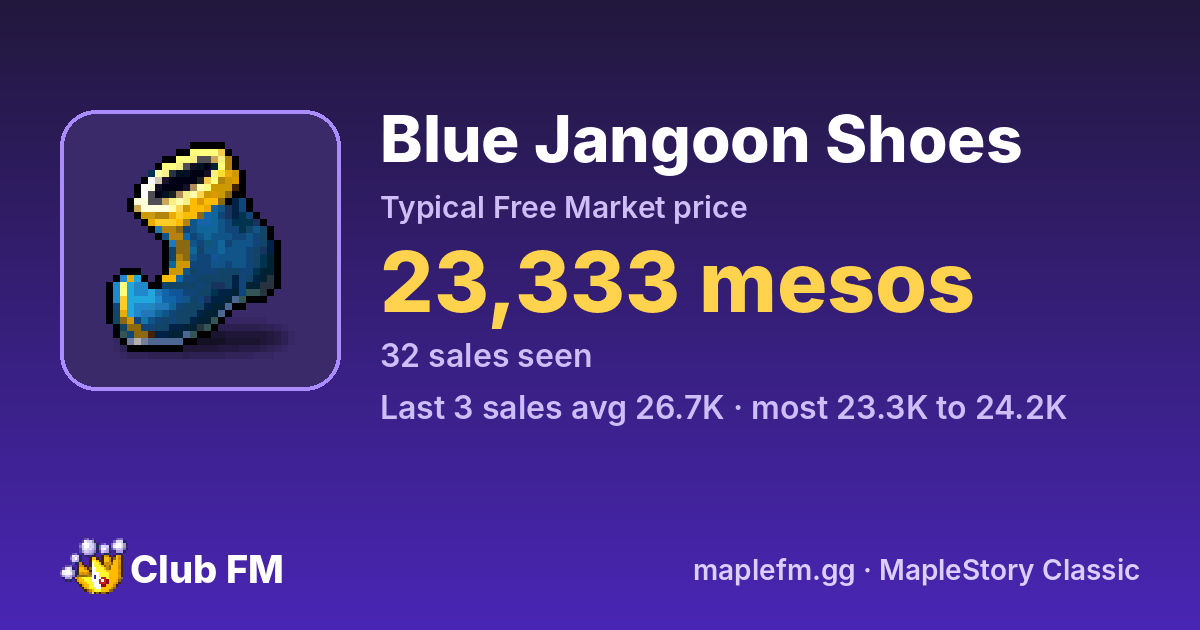 Blue Jangoon Shoes
Typical Free Market price
23,333 mesos
32 sales seen
Last 3 sales avg 26.7K · most 23.3K to 24.2K
Club FM
maplefm.gg · MapleStory Classic